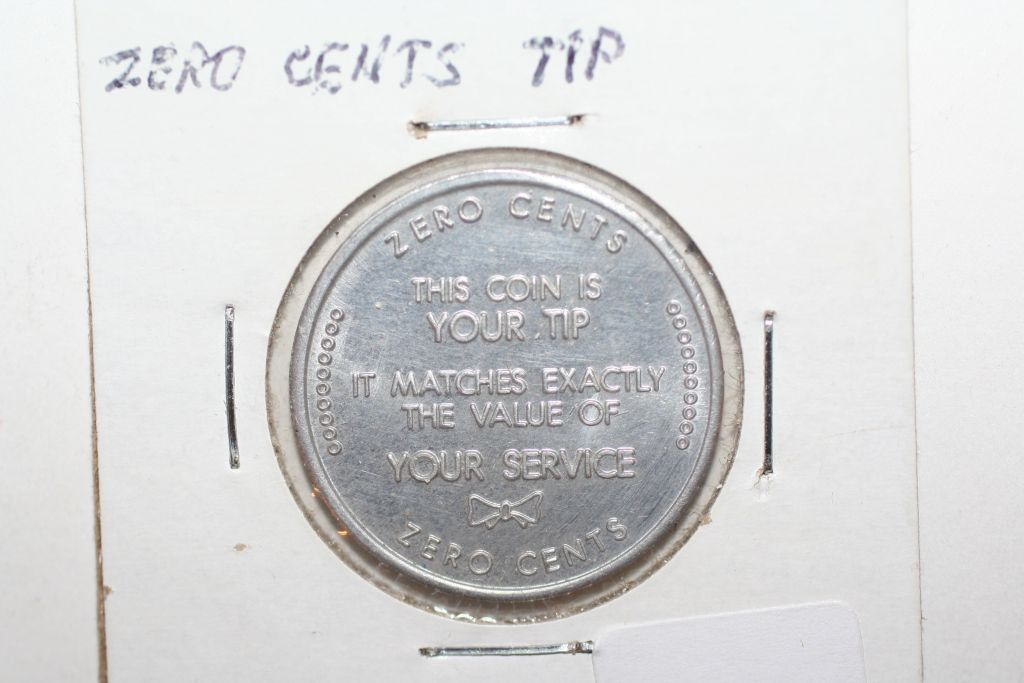 ZERO CENTS TIP
ZERO CENTS
THIS COIN IS
YOUR TIP
IT MATCHES EXACTLY
THE VALUE OF
YOUR SERVICE
ZERO CENTS